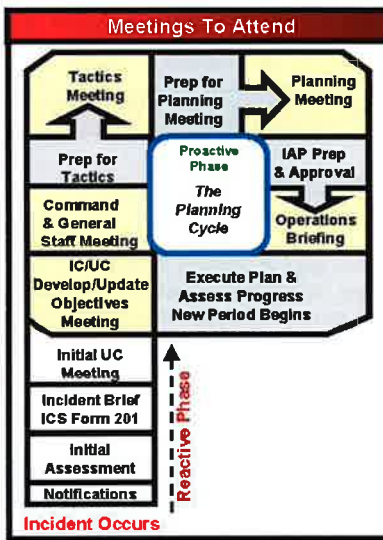 Meetings To Attend
Tactics
Meeting
Prep for
Planning
Meeting
Planning
Meeting
Prep for
Tactics
Proactive
Phase
The
Planning
Cycle
IAP Prep
& Approval
Command
& General
Staff Meeting
Operations
Briefing
IC/UC
Develop/Update
Objectives
Meeting
Execute Plan &
Assess Progress
New Period Begins
Initial UC
Meeting
Incident Brief
ICS Form 201
Initial
Assessment
Notifications
Reactive Phase
Incident Occurs